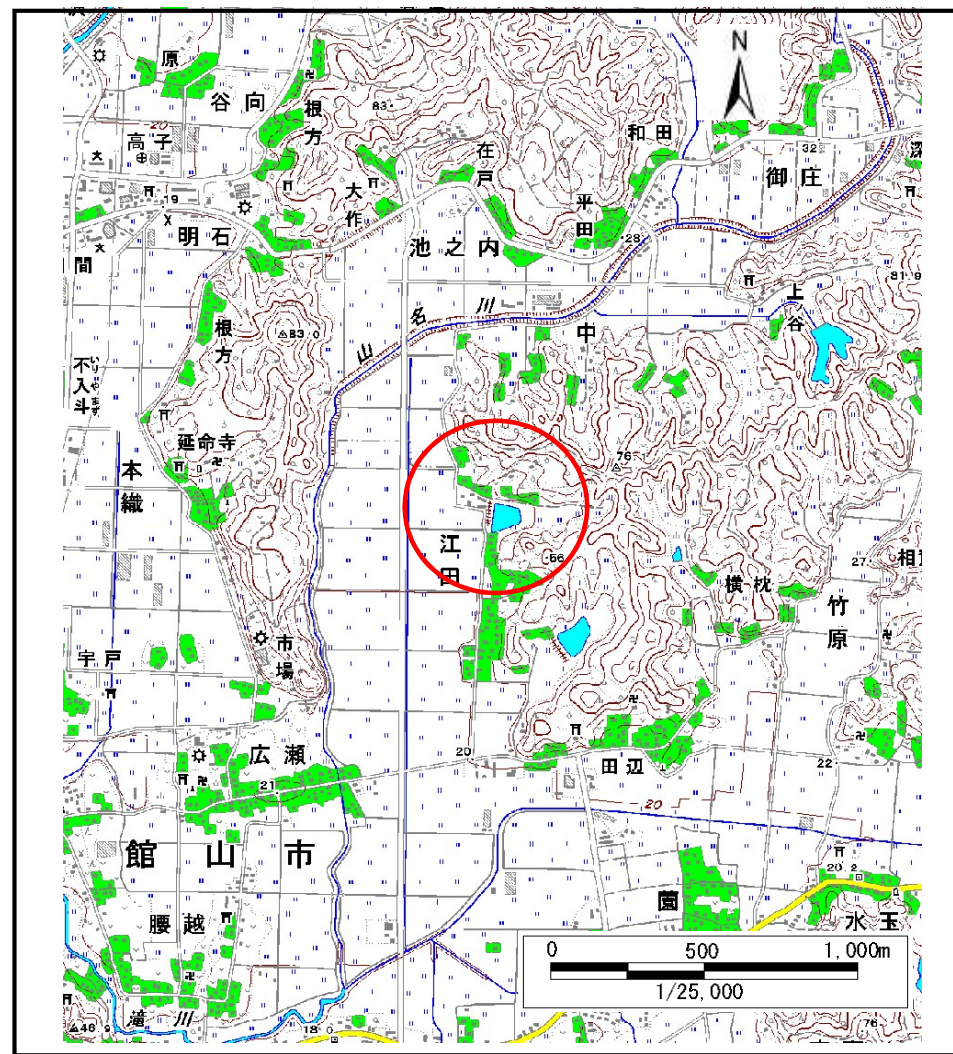 原
谷向
根方
83
20
高子
大作
在戸
和田
N
32
御庄
19
明石
間
池之内
平田
28
山名川
中
上谷
根方
83.0
不入斗
いりやまず
延命寺
本織
76.1
江田
56
横枕
27
竹原
宇戸
市場
広瀬
21
20
田辺
22
20
館山市
腰越
薗
20.2
水玉
滝川
18.0
76
0 500 1,000m
1/25,000